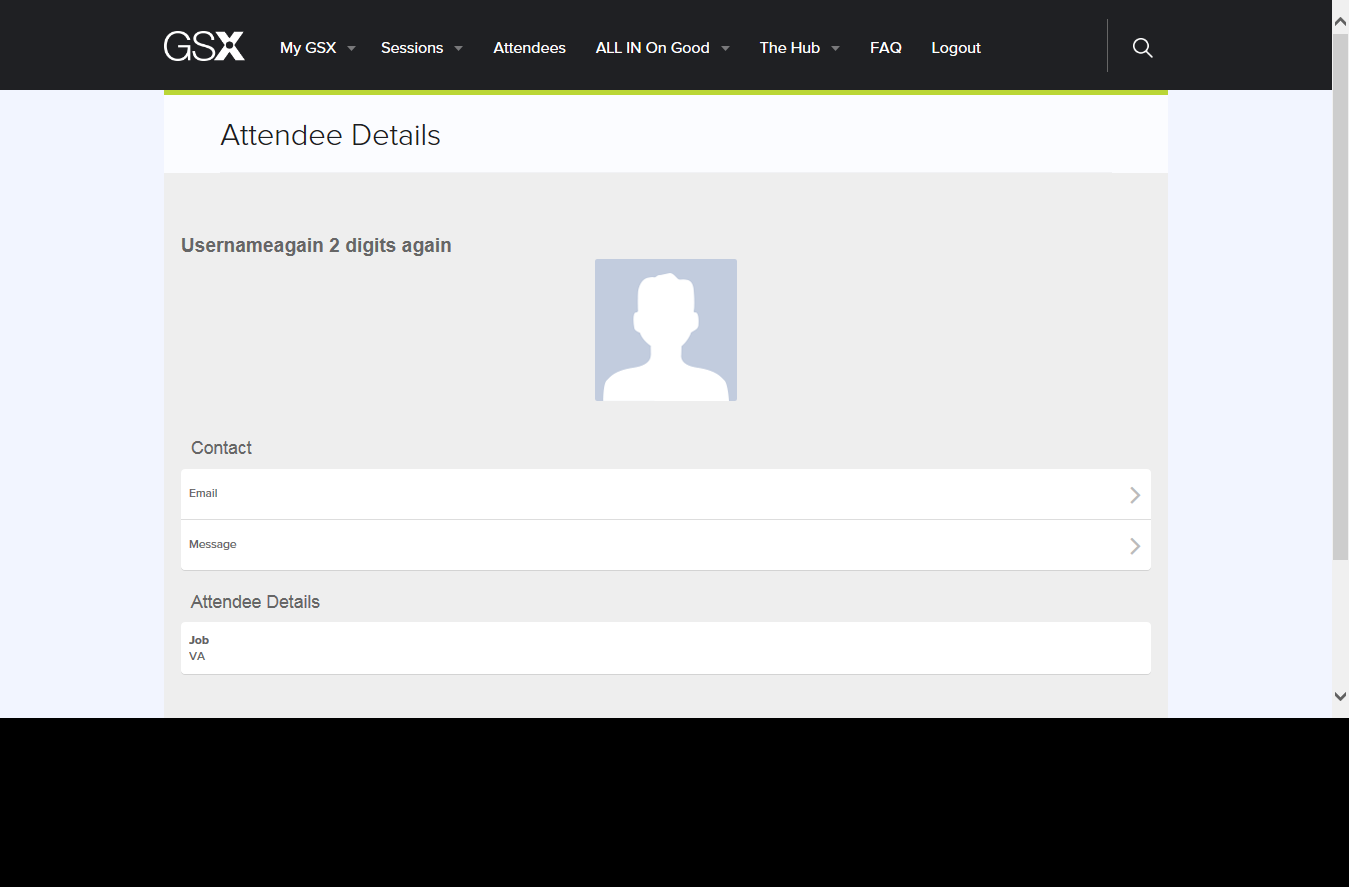 GSX My GSX Sessions Attendees ALL IN On Good The Hub FAQ Logout
Attendee Details
Usernameagain 2 digits again
Contact
Email
Message
Attendee Details
Job
VA